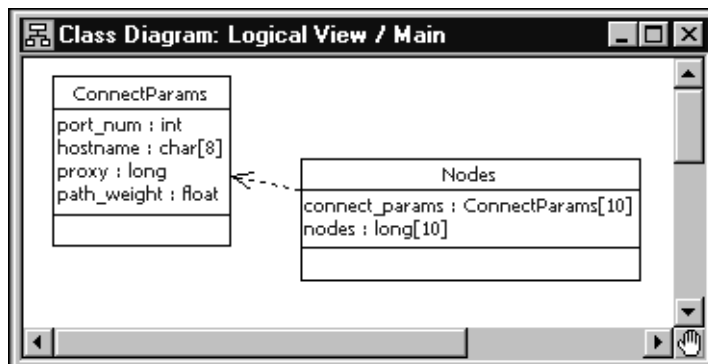 Class Diagram: Logical View / Main
ConnectParams
port_num : int
hostname : char[8]
proxy : long
path_weight : float
Nodes
connect_params : ConnectParams[10]
nodes : long[10]